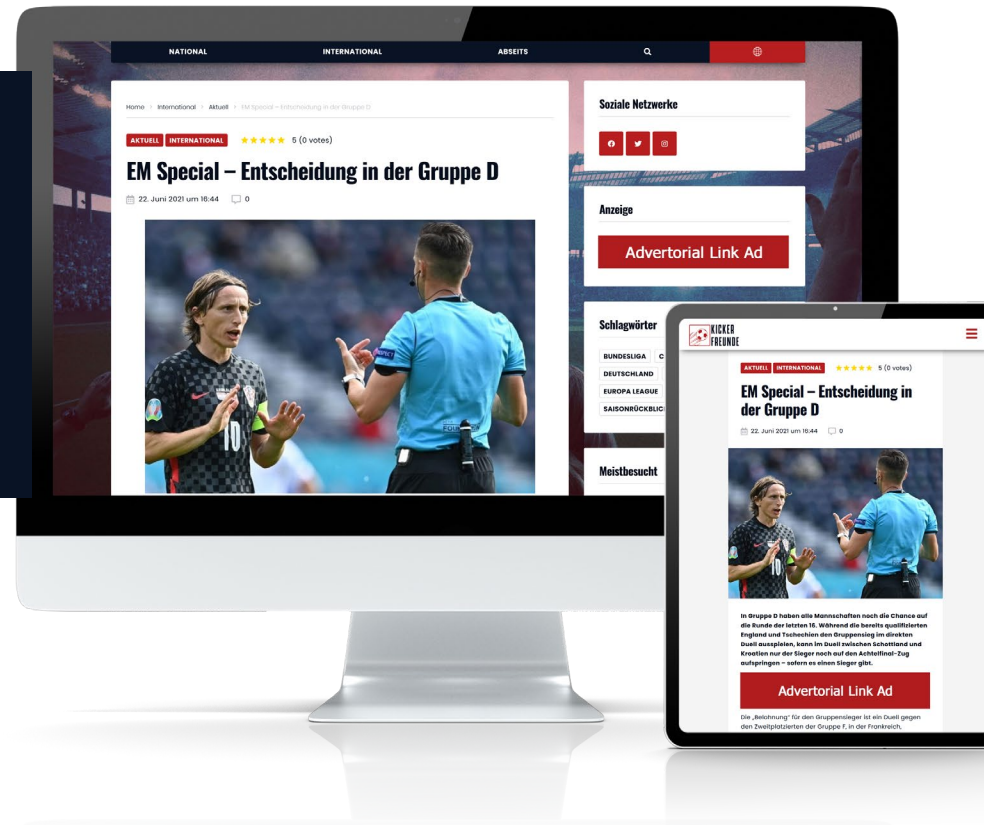 NATIONAL
INTERNATIONAL
ABSEITS
Home
International
Aktuell
EM Special – Entscheidung in der Gruppe D
AKTUELL
INTERNATIONAL
5 (0 votes)
EM Special – Entscheidung in der Gruppe D
22. Juni 2021 um 16:44
0
10
Soziale Netzwerke
Anzeige
Advertorial Link Ad
Schlagwörter
BUNDESLIGA
DEUTSCHLAND
EUROPA LEAGUE
Meistbesucht
KICKER
FREUNDE
AKTUELL
INTERNATIONAL
5 (0 votes)
EM Special – Entscheidung in
der Gruppe D
22. Juni 2021 um 16:44
0
10
In Gruppe D haben alle Mannschaften noch die Chance auf
die Runde der letzten 16. Während die bereits qualifizierten
England und Tschechien den Gruppensieg im direkten
Duell ausspielen, kann im Duell zwischen Schottland und
Kroatien nur der Sieger noch auf den Achtelfinal-Zug
aufspringen – sofern es einen Sieger gibt.
Advertorial Link Ad
Die „Belohnung“ für den Gruppensieger ist ein Duell gegen
den Zweitplatzierten der Gruppe F, in der Frankreich,